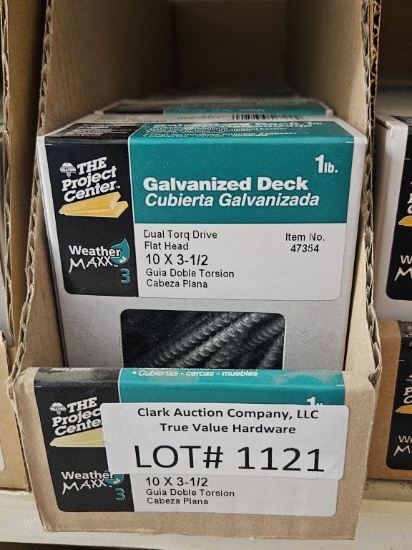 THE
Project
Center
1lb.
Galvanized Deck
Cubierta Galvanizada
Weather
MAXX
3
Dual Torq Drive
Flat Head
Item No.
47354
10 X 3-1/2
Guia Doble Torsion
Cabeza Plana
• Cubiertas - cercas - muebles
THE
Project
Center
Clark Auction Company, LLC
True Value Hardware
LOT# 1121
Weather
MAXX
3
10 X 3-1/2
Guia Doble Torsion
Cabeza Plana